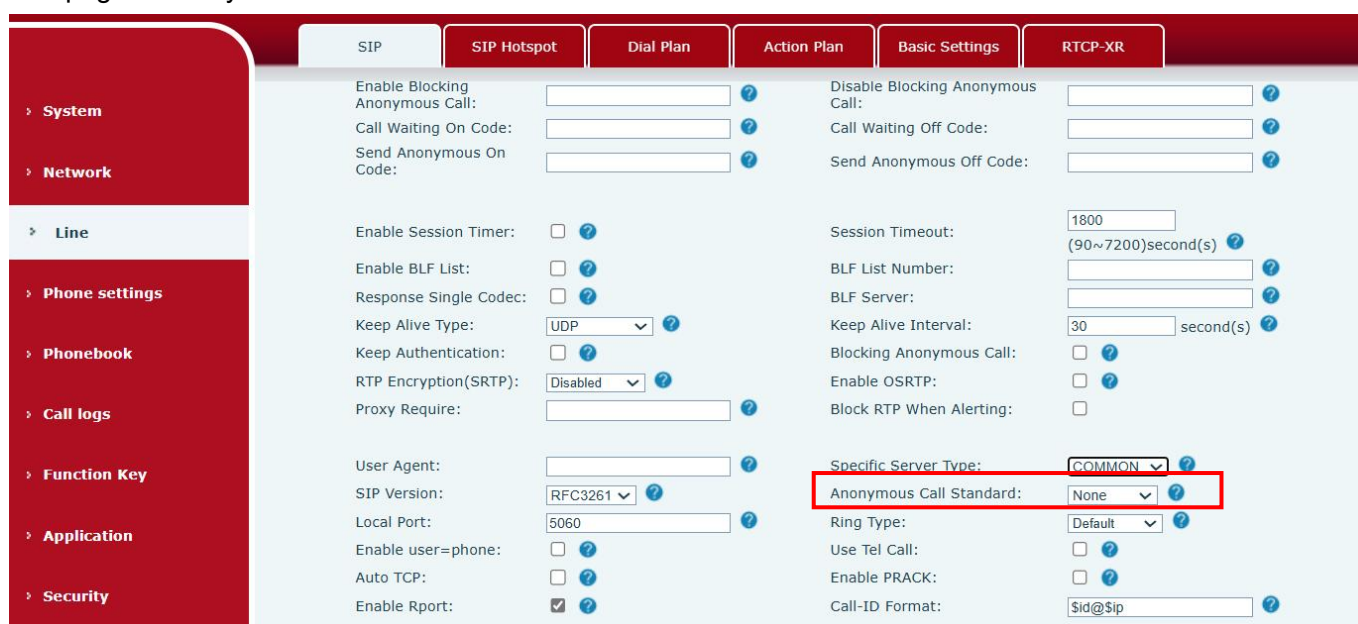 SIP
SIP Hotspot
Dial Plan
Action Plan
Basic Settings
RTCP-XR
› System
› Network
› Line
› Phone settings
› Phonebook
› Call logs
› Function Key
› Application
› Security
Enable Blocking
Anonymous Call:
Disable Blocking Anonymous
Call:
Call Waiting On Code:
Call Waiting Off Code:
Send Anonymous On
Code:
Send Anonymous Off Code:
Enable Session Timer:
Session Timeout:
1800
(90~7200)second(s)
Enable BLF List:
BLF List Number:
Response Single Codec:
BLF Server:
Keep Alive Type:
UDP
Keep Alive Interval:
30 second(s)
Keep Authentication:
Blocking Anonymous Call:
RTP Encryption(SRTP):
Disabled
Enable OSRTP:
Proxy Require:
Block RTP When Alerting:
User Agent:
Specific Server Type:
COMMON
SIP Version:
RFC3261
Anonymous Call Standard:
None
Local Port:
5060
Ring Type:
Default
Enable user=phone:
Use Tel Call:
Auto TCP:
Enable PRACK:
Enable Rport:
Call-ID Format:
$id@$ip